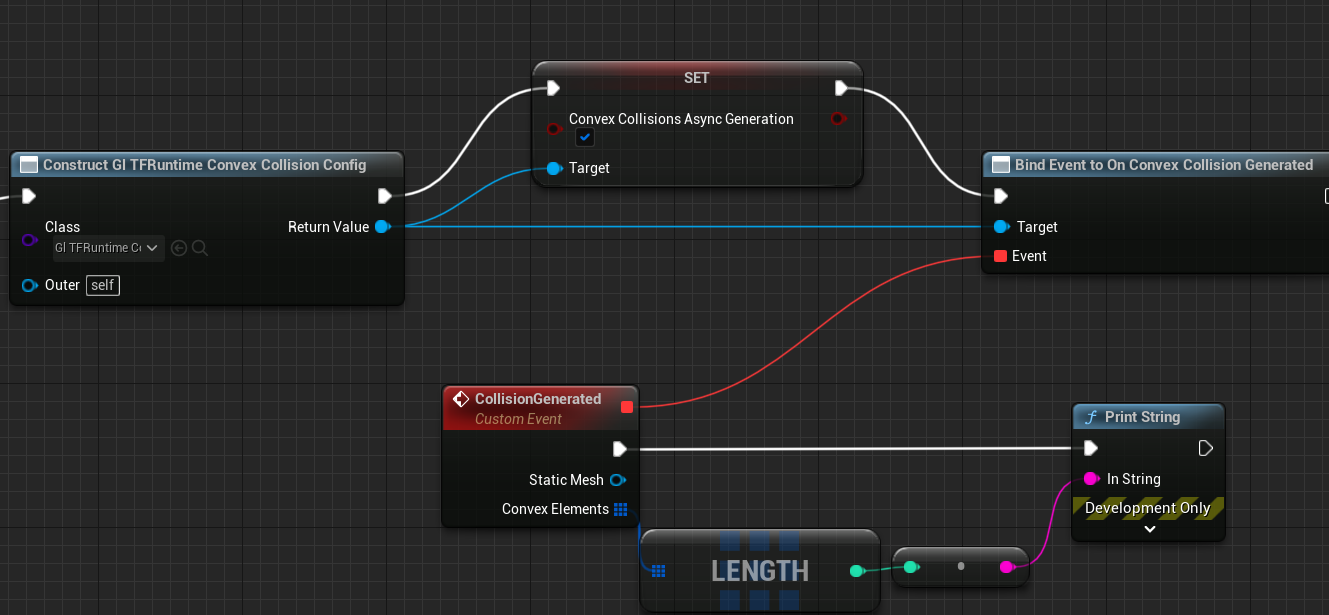 SET
Convex Collisions Async Generation
Target
Construct Gl TFRuntime Convex Collision Config
Class
Return Value
Gl TFRuntime Co
Outer self
Bind Event to On Convex Collision Generated
Target
Event
CollisionGenerated
Custom Event
Static Mesh
Convex Elements
LENGTH
f Print String
In String
Development Only